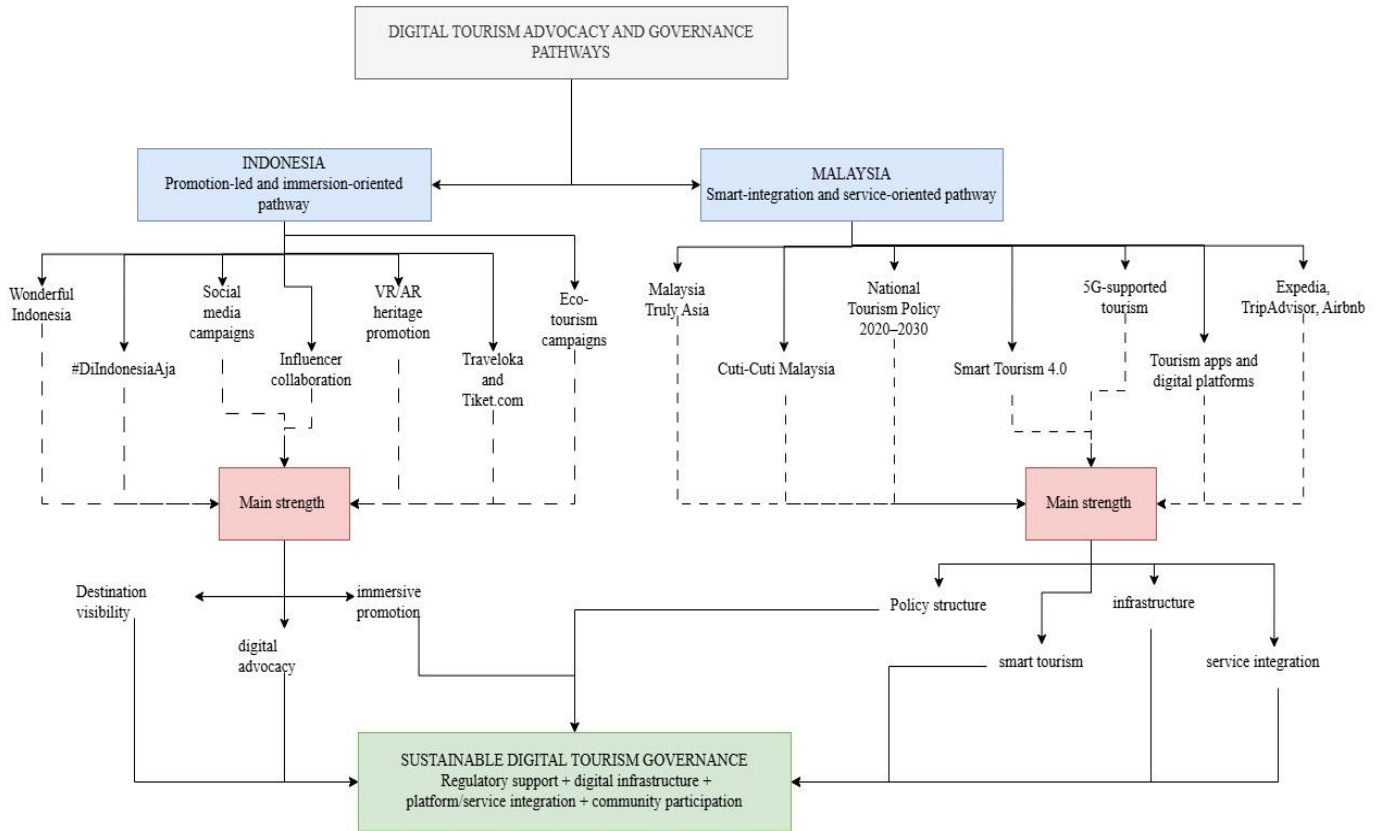 DIGITAL TOURISM ADVOCACY AND GOVERNANCE
PATHWAYS
INDONESIA
Promotion-led and immersion-oriented
pathway
MALAYSIA
Smart-integration and service-oriented pathway
Wonderful
Indonesia
#DiIndonesiaAja
Social
media
campaigns
Influencer
collaboration
VR/AR
heritage
promotion
Traveloka
and
Tiket.com
Eco-
tourism
campaigns
Malaysia
Truly Asia
Cuti-Cuti Malaysia
National
Tourism Policy
2020–2030
Smart Tourism 4.0
5G-supported
tourism
Tourism apps and
digital platforms
Expedia,
TripAdvisor, Airbnb
Main strength
Main strength
Destination
visibility
digital
advocacy
immersive
promotion
Policy structure
smart tourism
infrastructure
service integration
SUSTAINABLE DIGITAL TOURISM GOVERNANCE
Regulatory support + digital infrastructure +
platform/service integration + community participation